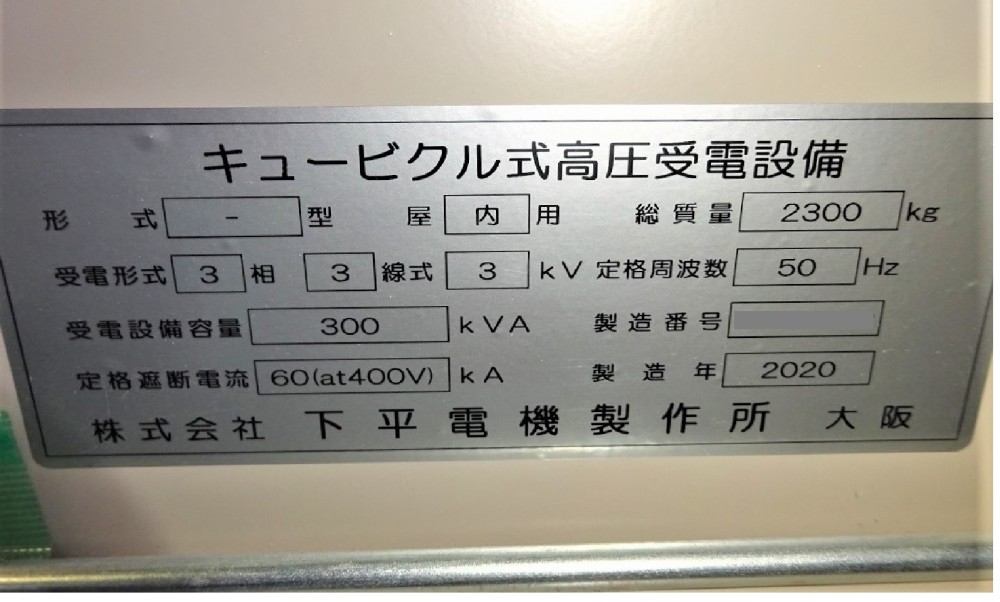 キュービクル式高圧受電設備
形式 - 型 屋 内 用 総質量 2300 kg
受電形式 3 相 3 線式 3 kV 定格周波数 50 Hz
受電設備容量 300 kVA 製造番号
定格遮断電流 60(at400V) kA 製造年 2020
株式会社 下平電機製作所 大阪